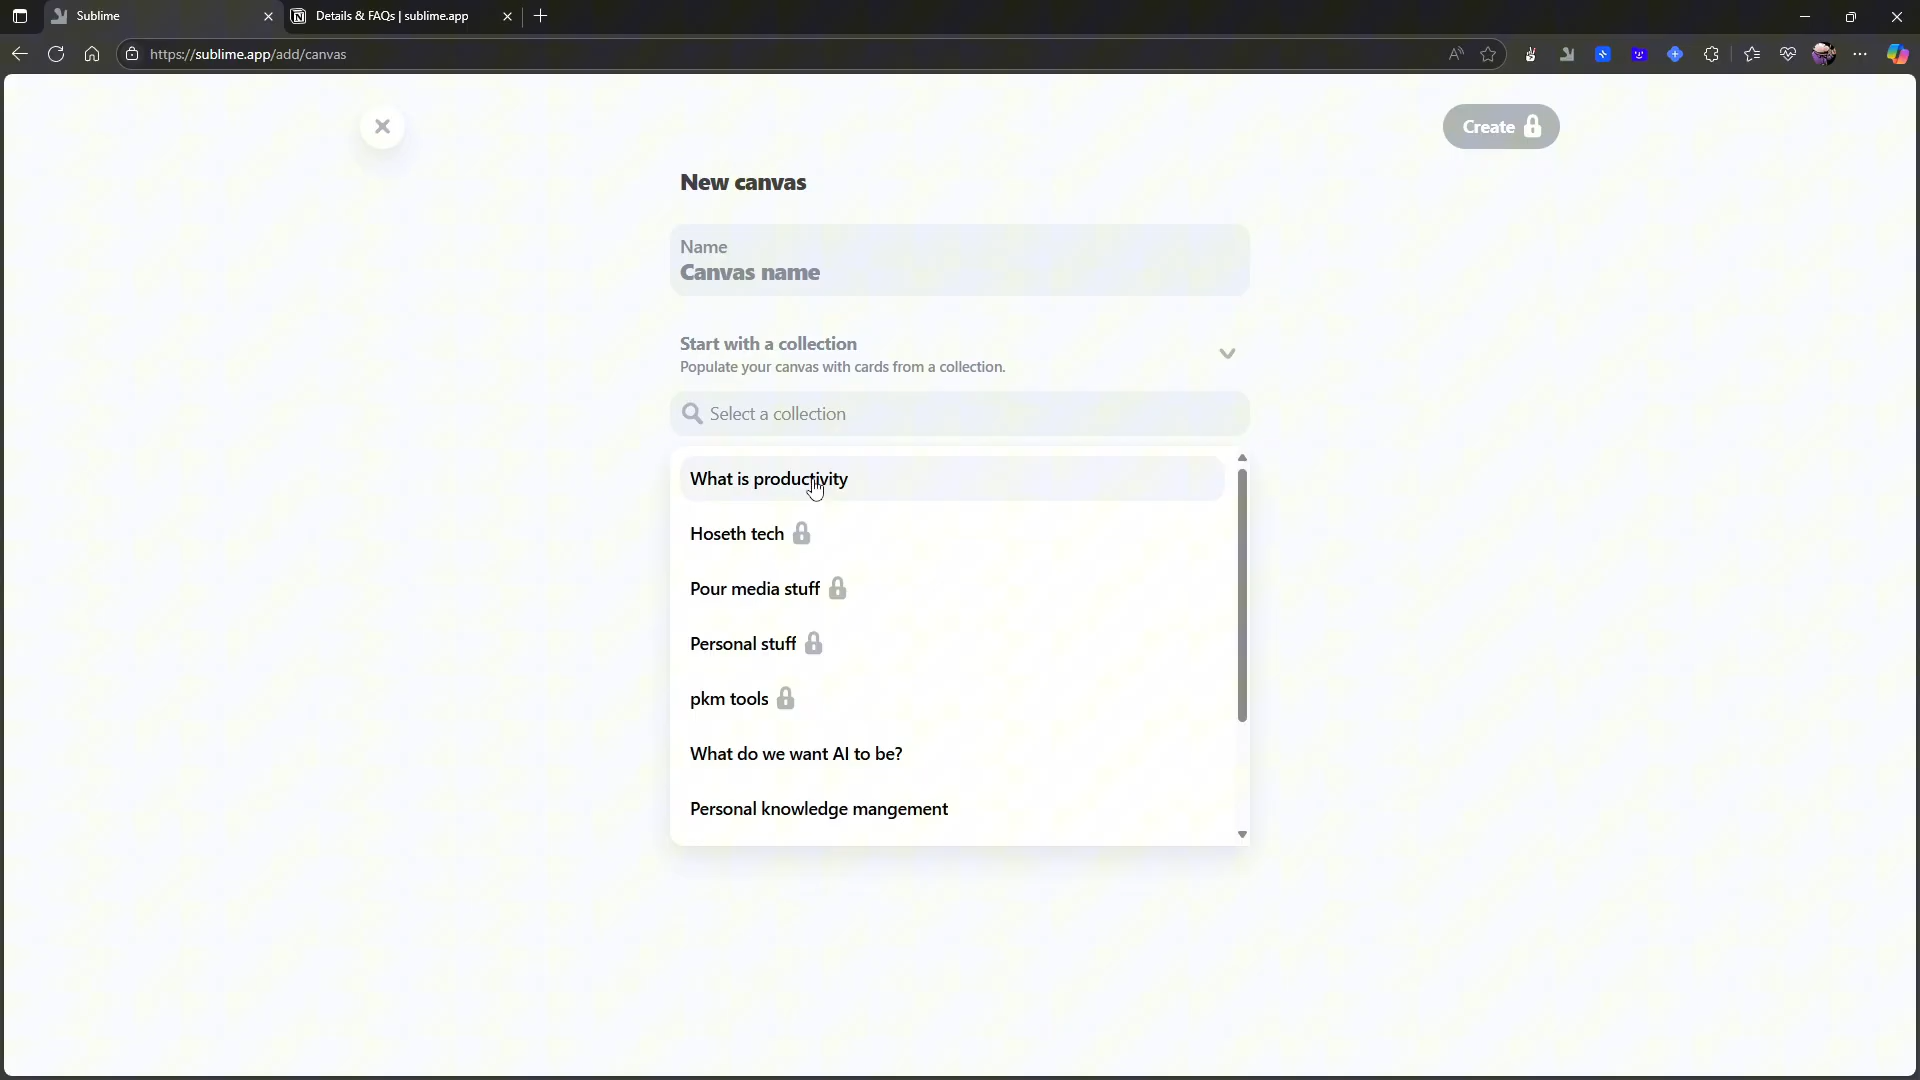 Sublime
Details & FAQs | sublime.app
https://sublime.app/add/canvas
Create
New canvas
Name
Canvas name
Start with a collection
Populate your canvas with cards from a collection.
Select a collection
What is productivity
Hoseth tech
Pour media stuff
Personal stuff
pkm tools
What do we want AI to be?
Personal knowledge mangement